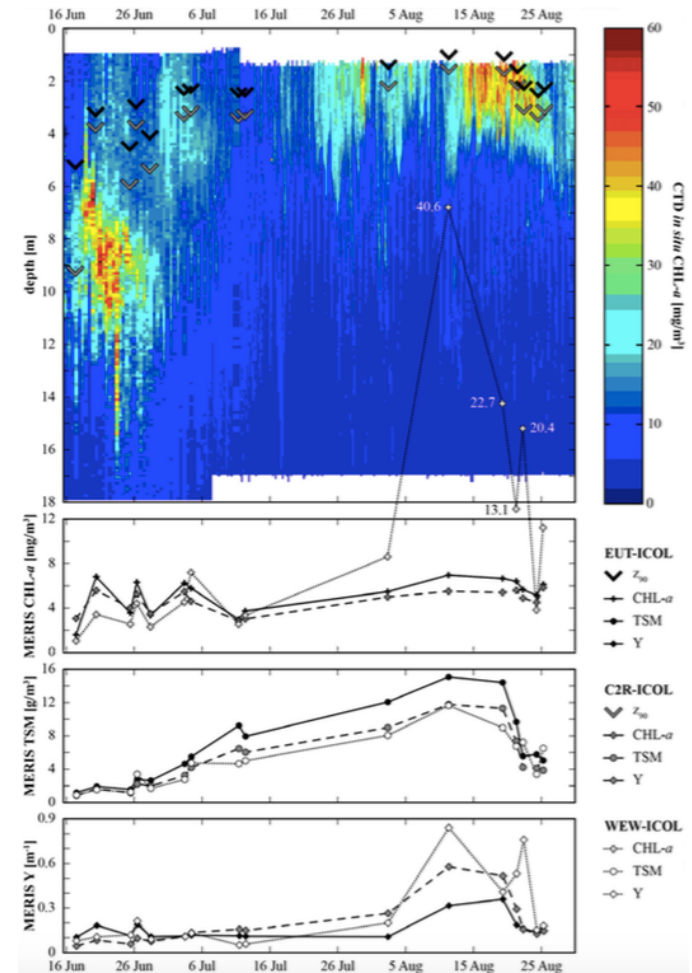 16 Jun 26 Jun 6 Jul 16 Jul 26 Jul 5 Aug 15 Aug 25 Aug
0
2
4
6
8
10
12
14
16
18
depth [m]
40.6
22.7
20.4
13.1
60
50
40
30
20
10
0
CTD in situ CHL-a [mg/m³]
12
8
4
0
MERIS CHL-a [mg/m³]
EUT-ICOL
z90
CHL-a
TSM
Y
16
12
8
4
0
MERIS TSM [g/m³]
C2R-ICOL
z90
CHL-a
TSM
Y
0.9
0.6
0.3
0
MERIS Y [m⁻¹]
WEW-ICOL
CHL-a
TSM
Y
16 Jun 26 Jun 6 Jul 16 Jul 26 Jul 5 Aug 15 Aug 25 Aug